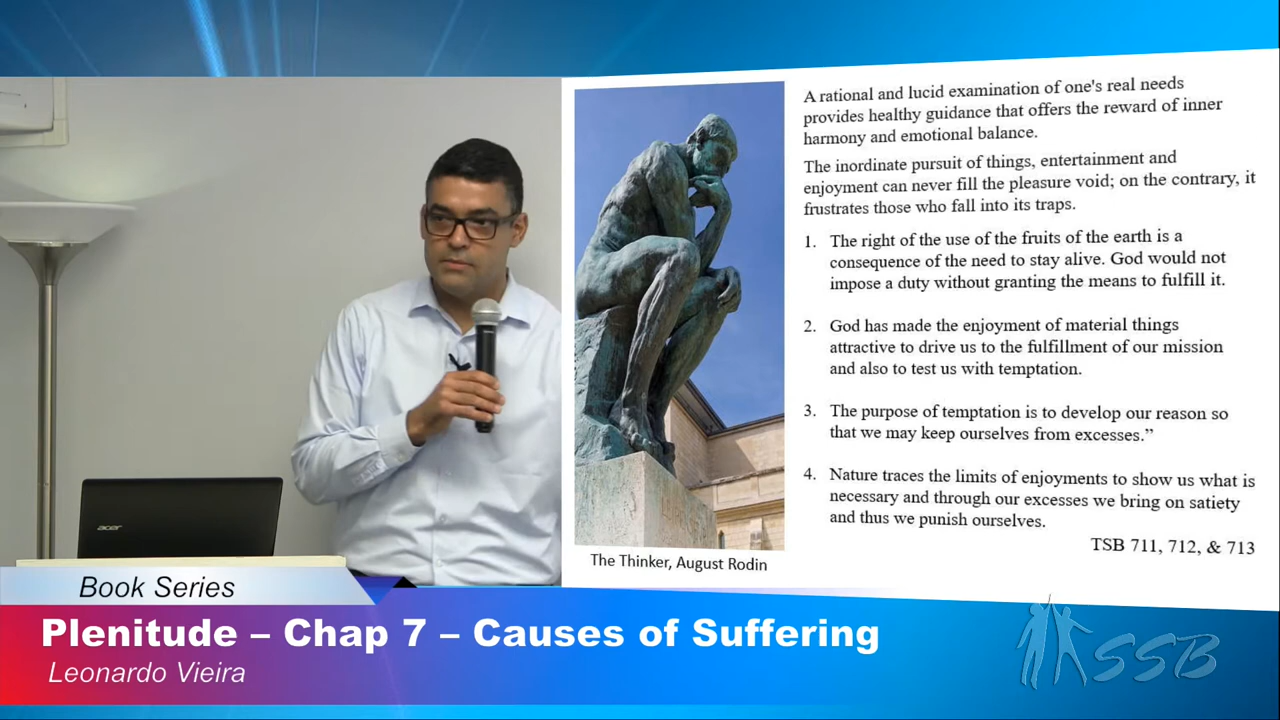 A rational and lucid examination of one's real needs
provides healthy guidance that offers the reward of inner
harmony and emotional balance.
The inordinate pursuit of things, entertainment and
enjoyment can never fill the pleasure void; on the contrary, it
frustrates those who fall into its traps.
1. The right of the use of the fruits of the earth is a
consequence of the need to stay alive. God would not
impose a duty without granting the means to fulfill it.
2. God has made the enjoyment of material things
attractive to drive us to the fulfillment of our mission
and also to test us with temptation.
3. The purpose of temptation is to develop our reason so
that we may keep ourselves from excesses.”
4. Nature traces the limits of enjoyments to show us what is
necessary and through our excesses we bring on satiety
and thus we punish ourselves.
TSB 711, 712, & 713
The Thinker, August Rodin
acer
Book Series
Plenitude – Chap 7 – Causes of Suffering
Leonardo Vieira
SSB